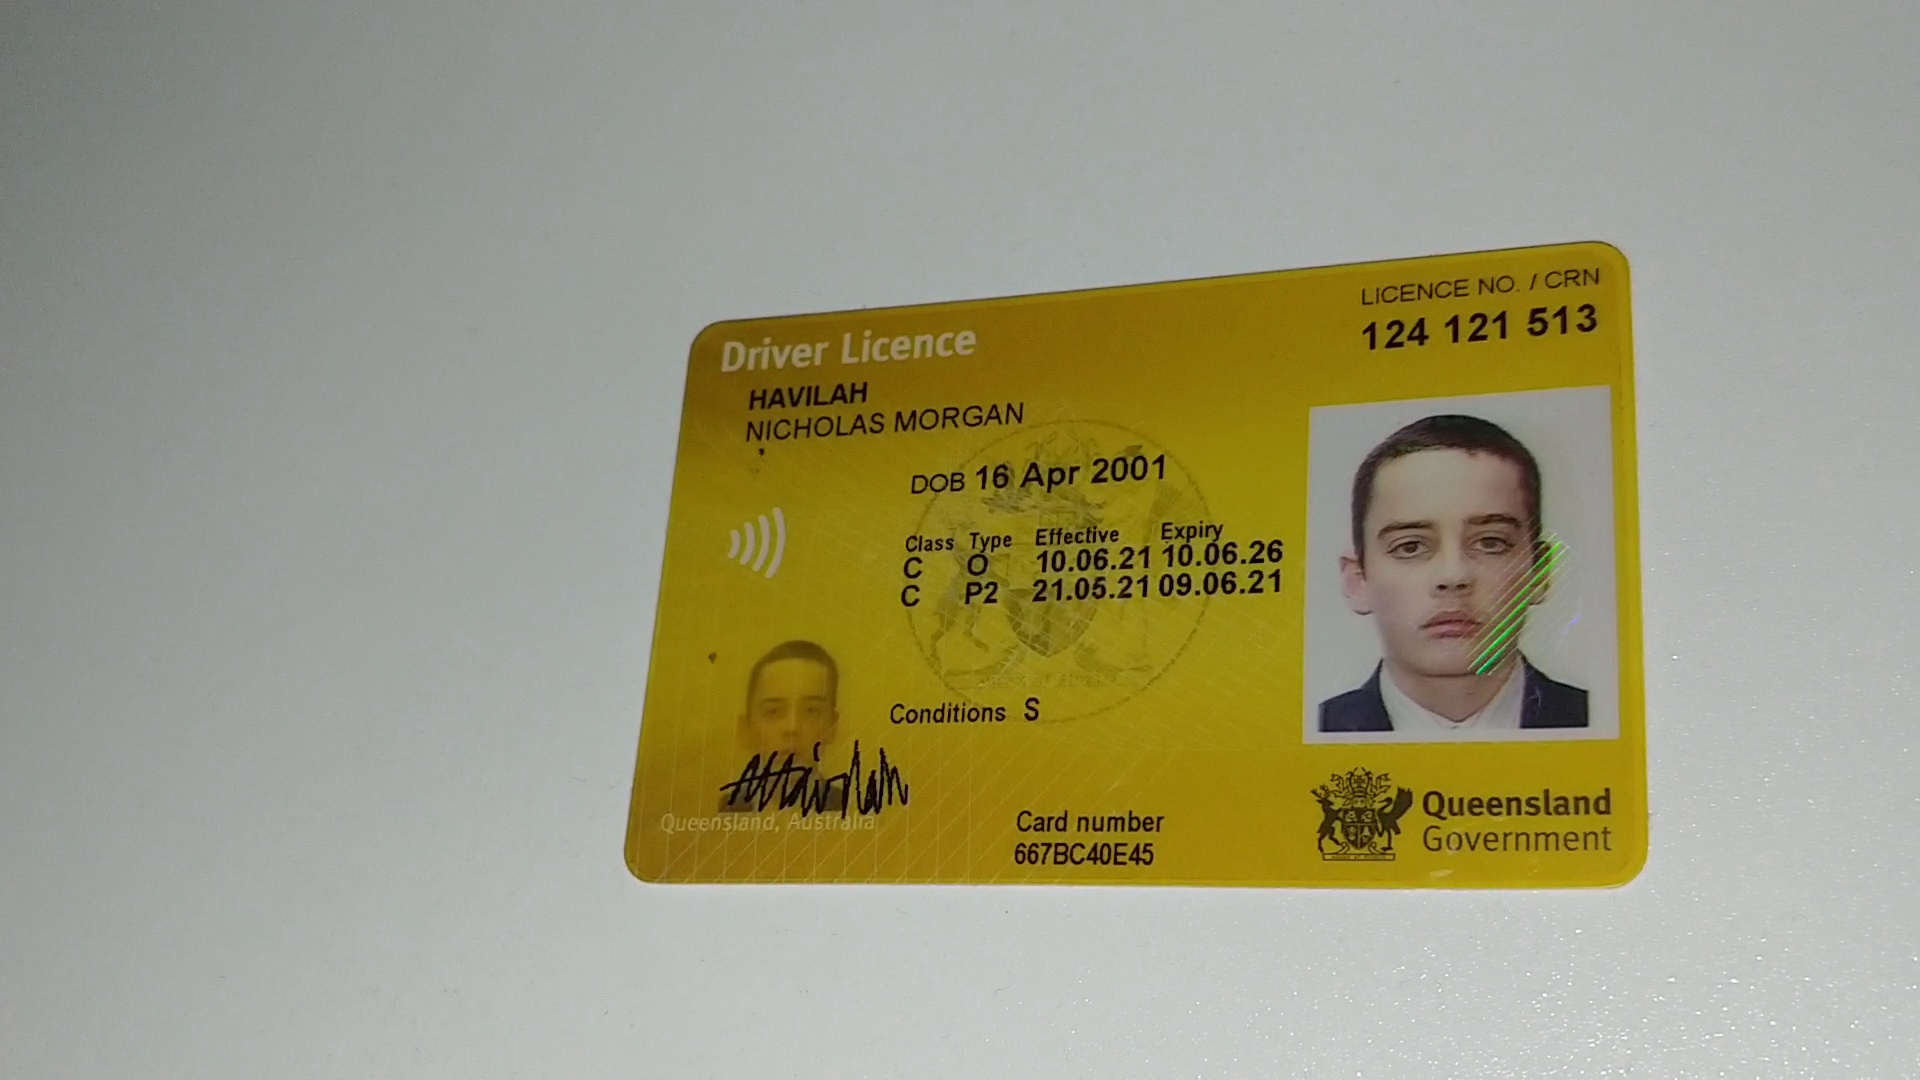 Driver Licence
LICENCE NO. / CRN
124 121 513
HAVILAH
NICHOLAS MORGAN
DOB 16 Apr 2001
Class Type Effective Expiry
C O 10.06.21 10.06.26
C P2 21.05.21 09.06.21
Conditions S
Queensland, Australia
Card number
667BC40E45
Queensland
Government